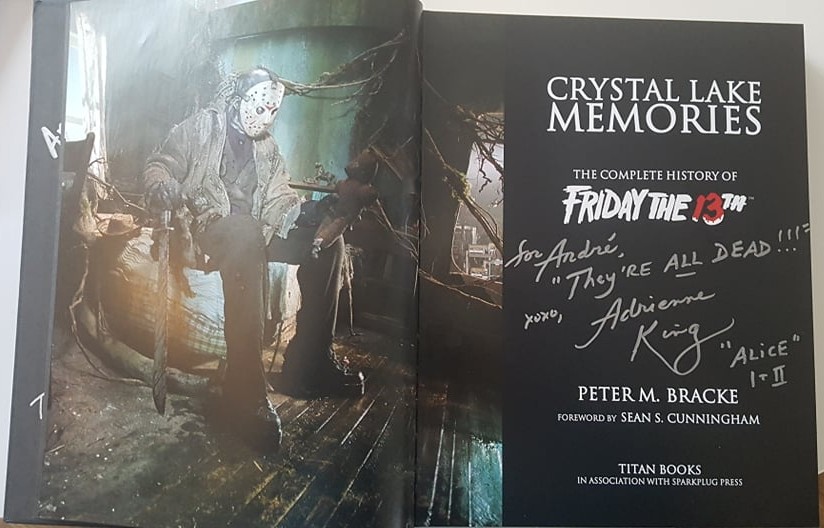 CRYSTAL LAKE
MEMORIES
THE COMPLETE HISTORY OF
FRIDAY THE 13TH™
for André,
"They'RE ALL DEAD!!!"
xoxo, Adrienne
King
"ALiCE"
I + II
PETER M. BRACKE
FOREWORD BY SEAN S. CUNNINGHAM
TITAN BOOKS
IN ASSOCIATION WITH SPARKPLUG PRESS